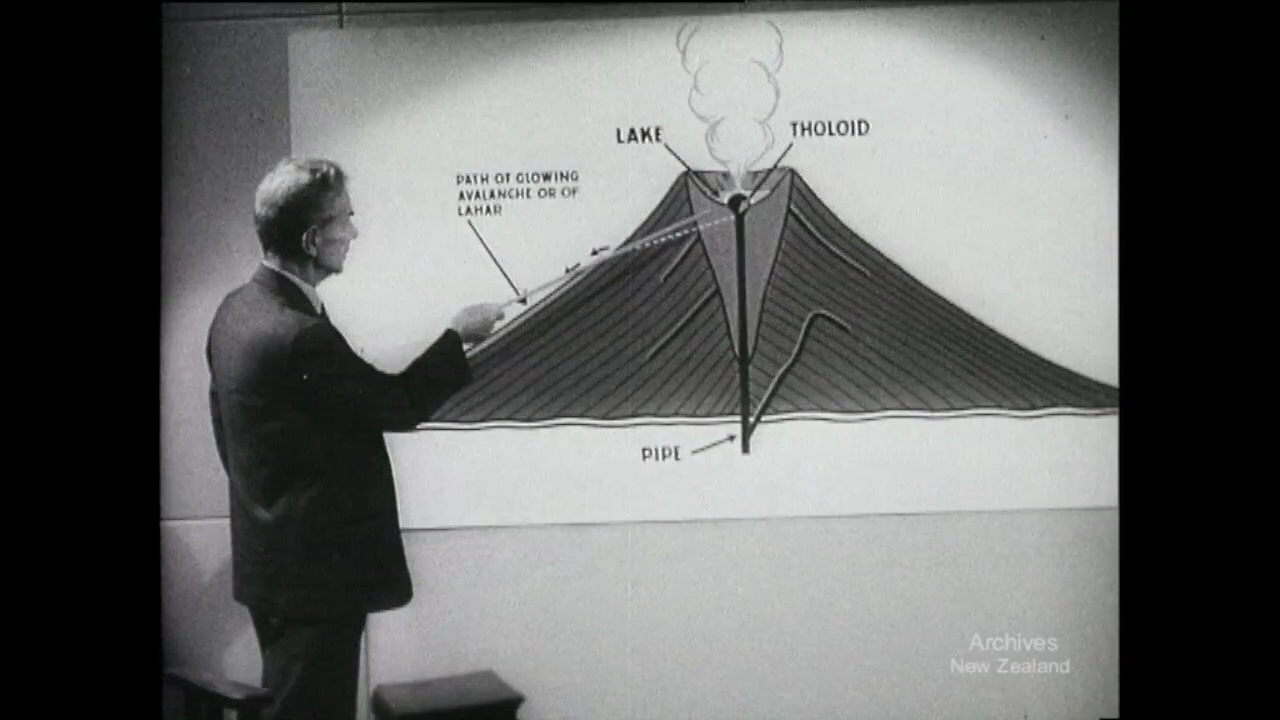 LAKE
THOLOID
PATH OF GLOWING
AVALANCHE OR OF
LAHAR
PIPE
Archives
New Zealand